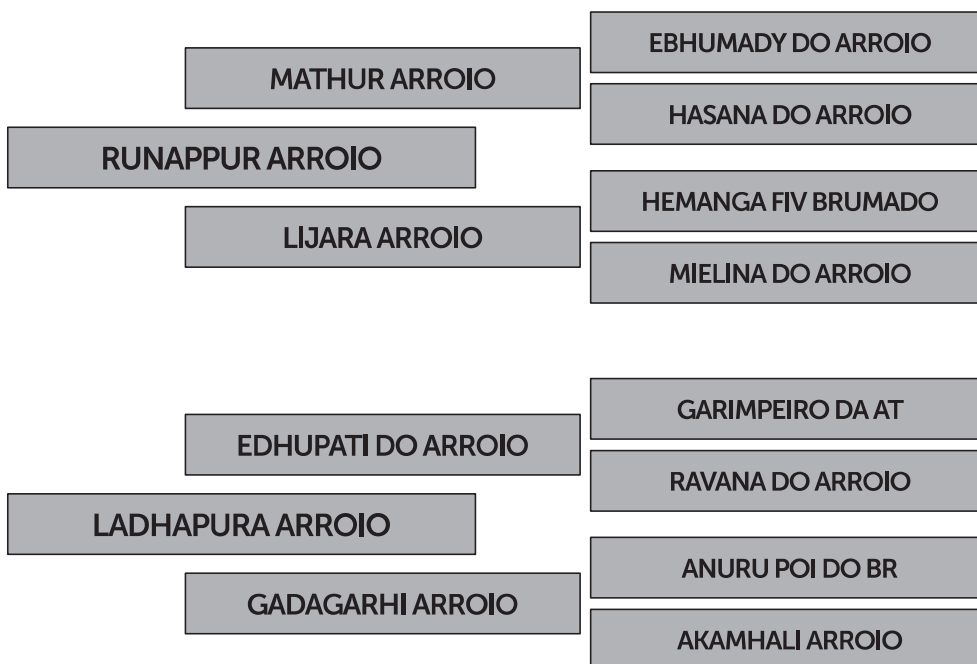 EBHUMADY DO ARROIO
MATHUR ARROIO
HASANA DO ARROIO
RUNAPPUR ARROIO
HEMANGA FIV BRUMADO
LIJARA ARROIO
MIELINA DO ARROIO
GARIMPEIRO DA AT
EDHUPATI DO ARROIO
RAVANA DO ARROIO
LADHAPURA ARROIO
ANURU POI DO BR
GADAGARHI ARROIO
AKAMHALI ARROIO